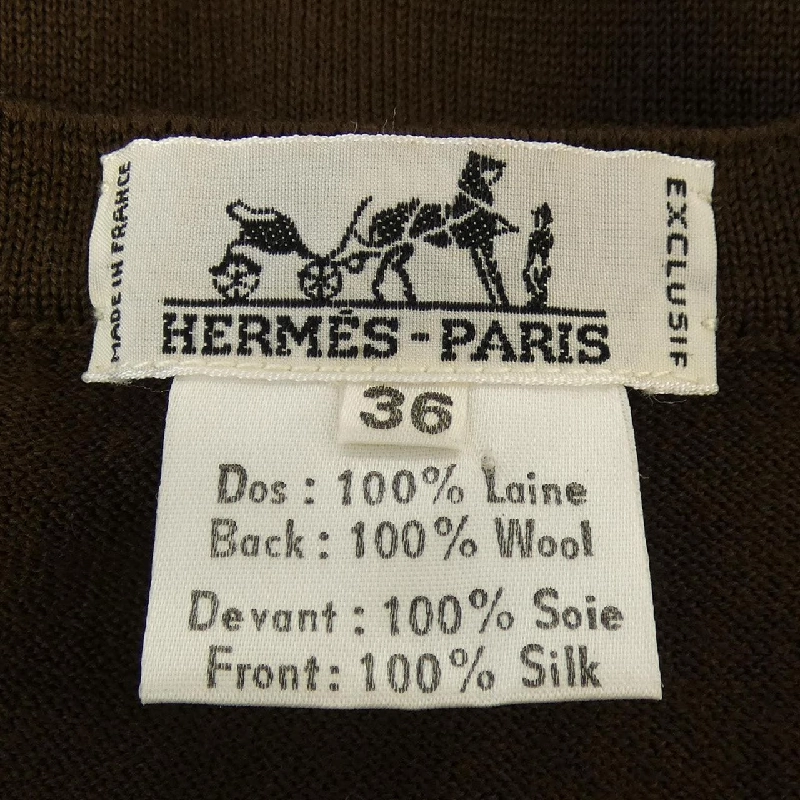 MADE IN FRANCE
EXCLUSIF
HERMÈS-PARIS
36
Dos : 100% Laine
Back : 100% Wool
Devant : 100% Soie
Front : 100% Silk